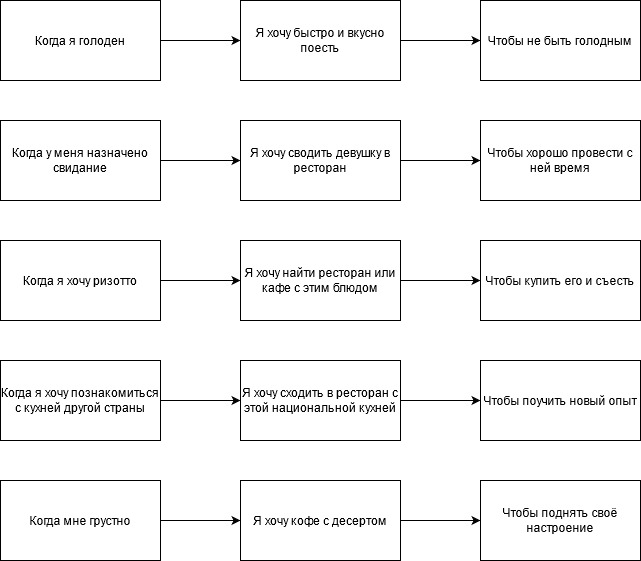 Когда я голоден
Я хочу быстро и вкусно
поесть
Чтобы не быть голодным
Когда у меня назначено
свидание
Я хочу сводить девушку в
ресторан
Чтобы хорошо провести с
ней время
Когда я хочу ризотто
Я хочу найти ресторан или
кафе с этим блюдом
Чтобы купить его и съесть
Когда я хочу познакомиться
с кухней другой страны
Я хочу сходить в ресторан с
этой национальной кухней
Чтобы поучить новый опыт
Когда мне грустно
Я хочу кофе с десертом
Чтобы поднять своё
настроение